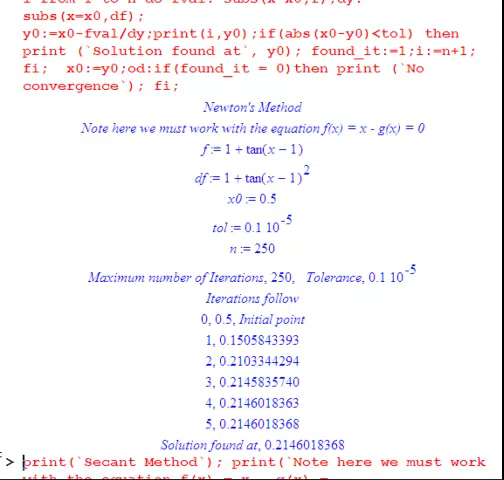 subs(x=x0,df);
y0:=x0-fval/dy;print(i,y0);if(abs(x0-y0)<tol) then
print (`Solution found at`, y0); found_it:=1;i:=n+1;
fi; x0:=y0;od:if(found_it = 0)then print (`No
convergence`); fi;
Newton's Method
Note here we must work with the equation f(x) = x - g(x) = 0
f := 1 + tan(x − 1)
df := 1 + tan(x − 1)^2
x0 := 0.5
tol := 0.1 10^-5
n := 250
Maximum number of Iterations, 250, Tolerance, 0.1 10^-5
Iterations follow
0, 0.5, Initial point
1, 0.1505843393
2, 0.2103344294
3, 0.2145835740
4, 0.2146018363
5, 0.2146018368
Solution found at, 0.2146018368
> print(`Secant Method`); print(`Note here we must work
with the equation f(x) = x - g(x) =